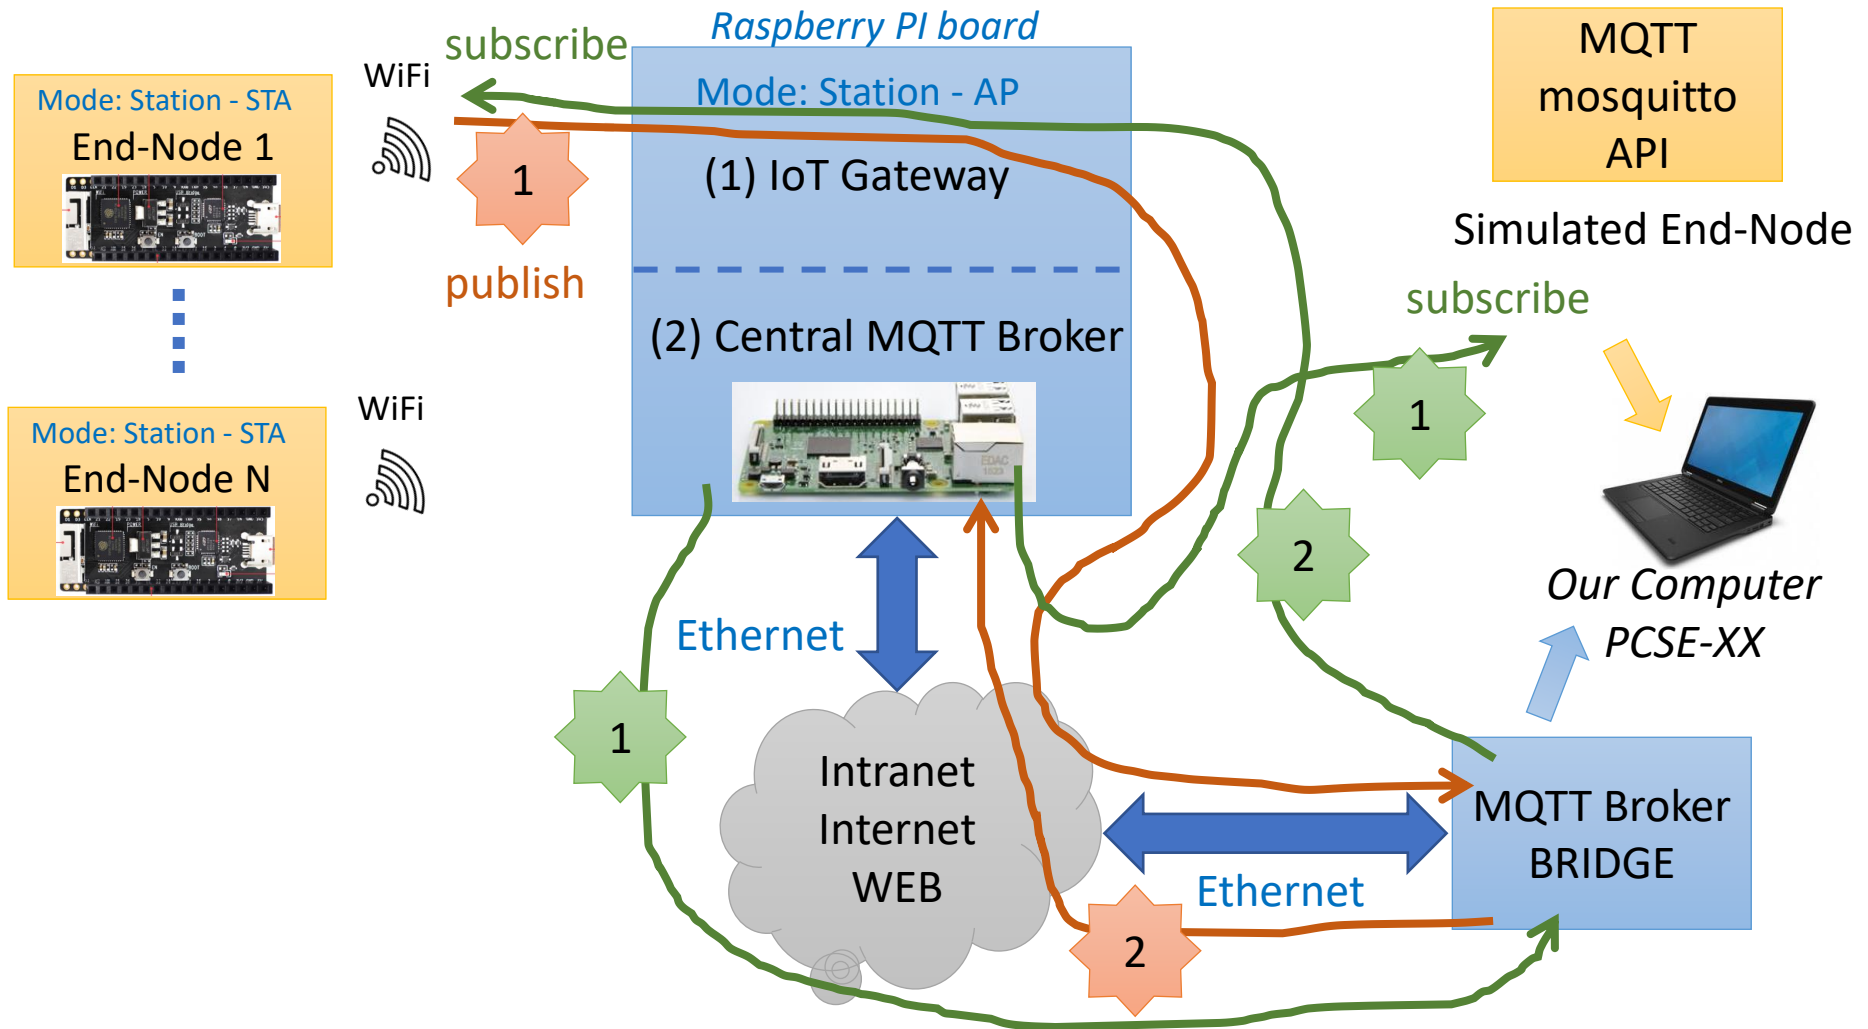 Raspberry PI board
subscribe
WiFi
Mode: Station - STA
End-Node 1
Mode: Station - AP
(1) IoT Gateway
1
publish
MQTT
mosquitto
API
Simulated End-Node
subscribe
(2) Central MQTT Broker
WiFi
Mode: Station - STA
End-Node N
1
2
EDAC
Our Computer
PCSE-XX
Ethernet
1
Intranet
Internet
WEB
MQTT Broker
BRIDGE
Ethernet
2